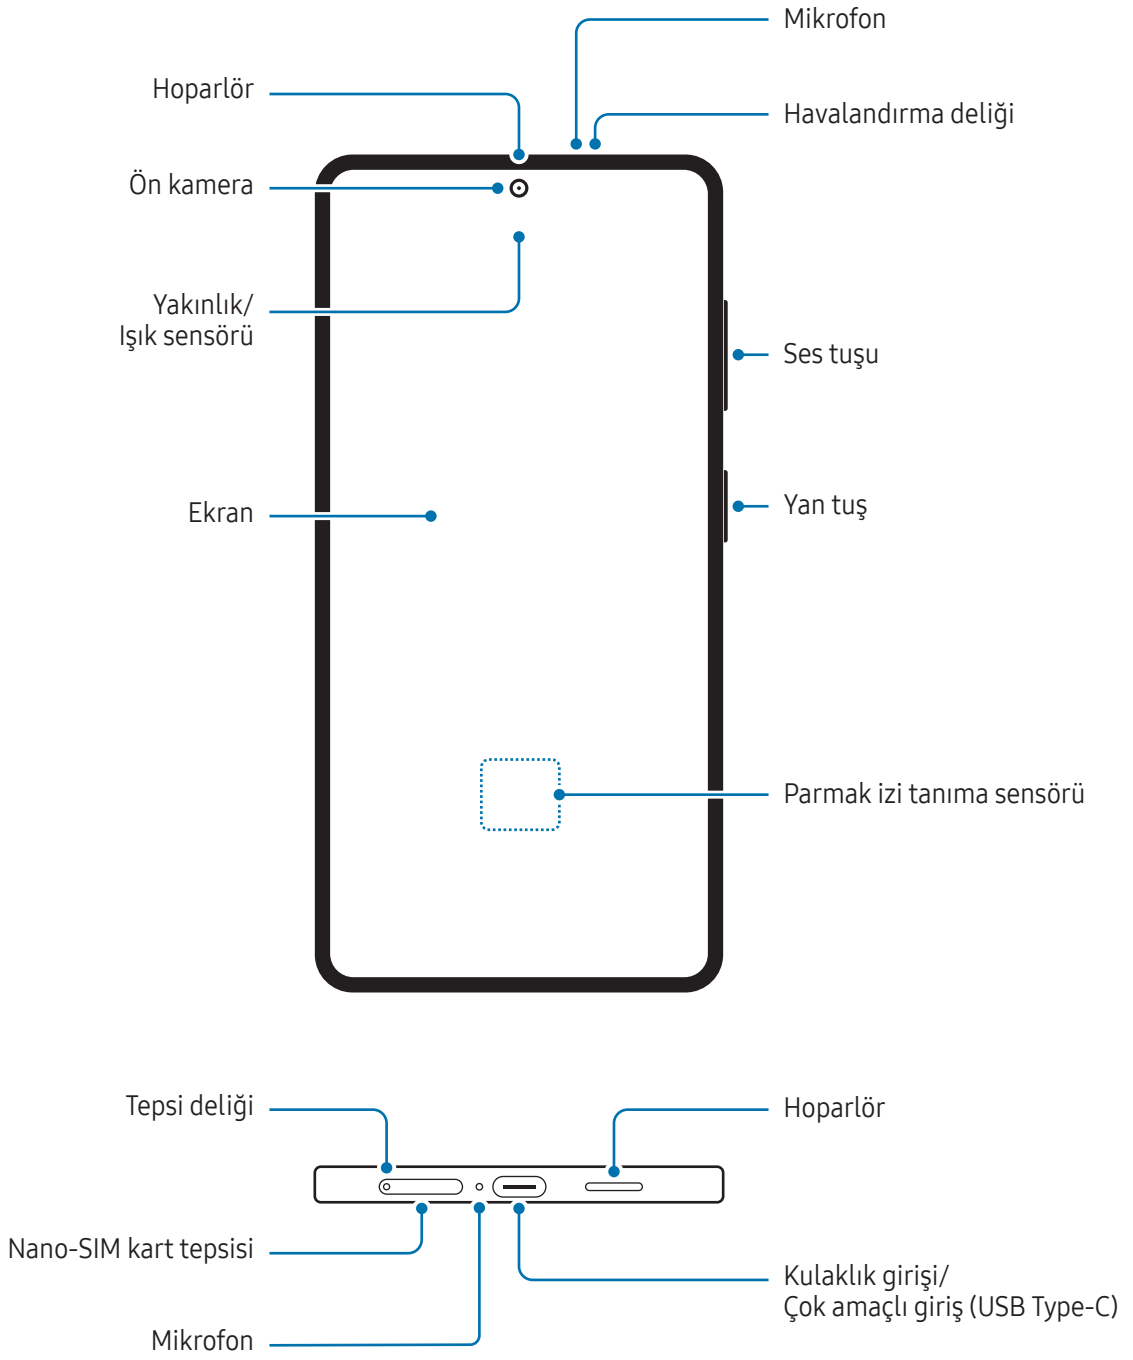 Mikrofon
Hoparlör
Havalandırma deliği
Ön kamera
Yakınlık/
Işık sensörü
Ses tuşu
Ekran
Yan tuş
Parmak izi tanıma sensörü
Tepsi deliği
Hoparlör
Nano-SIM kart tepsisi
Kulaklık girişi/
Çok amaçlı giriş (USB Type-C)
Mikrofon